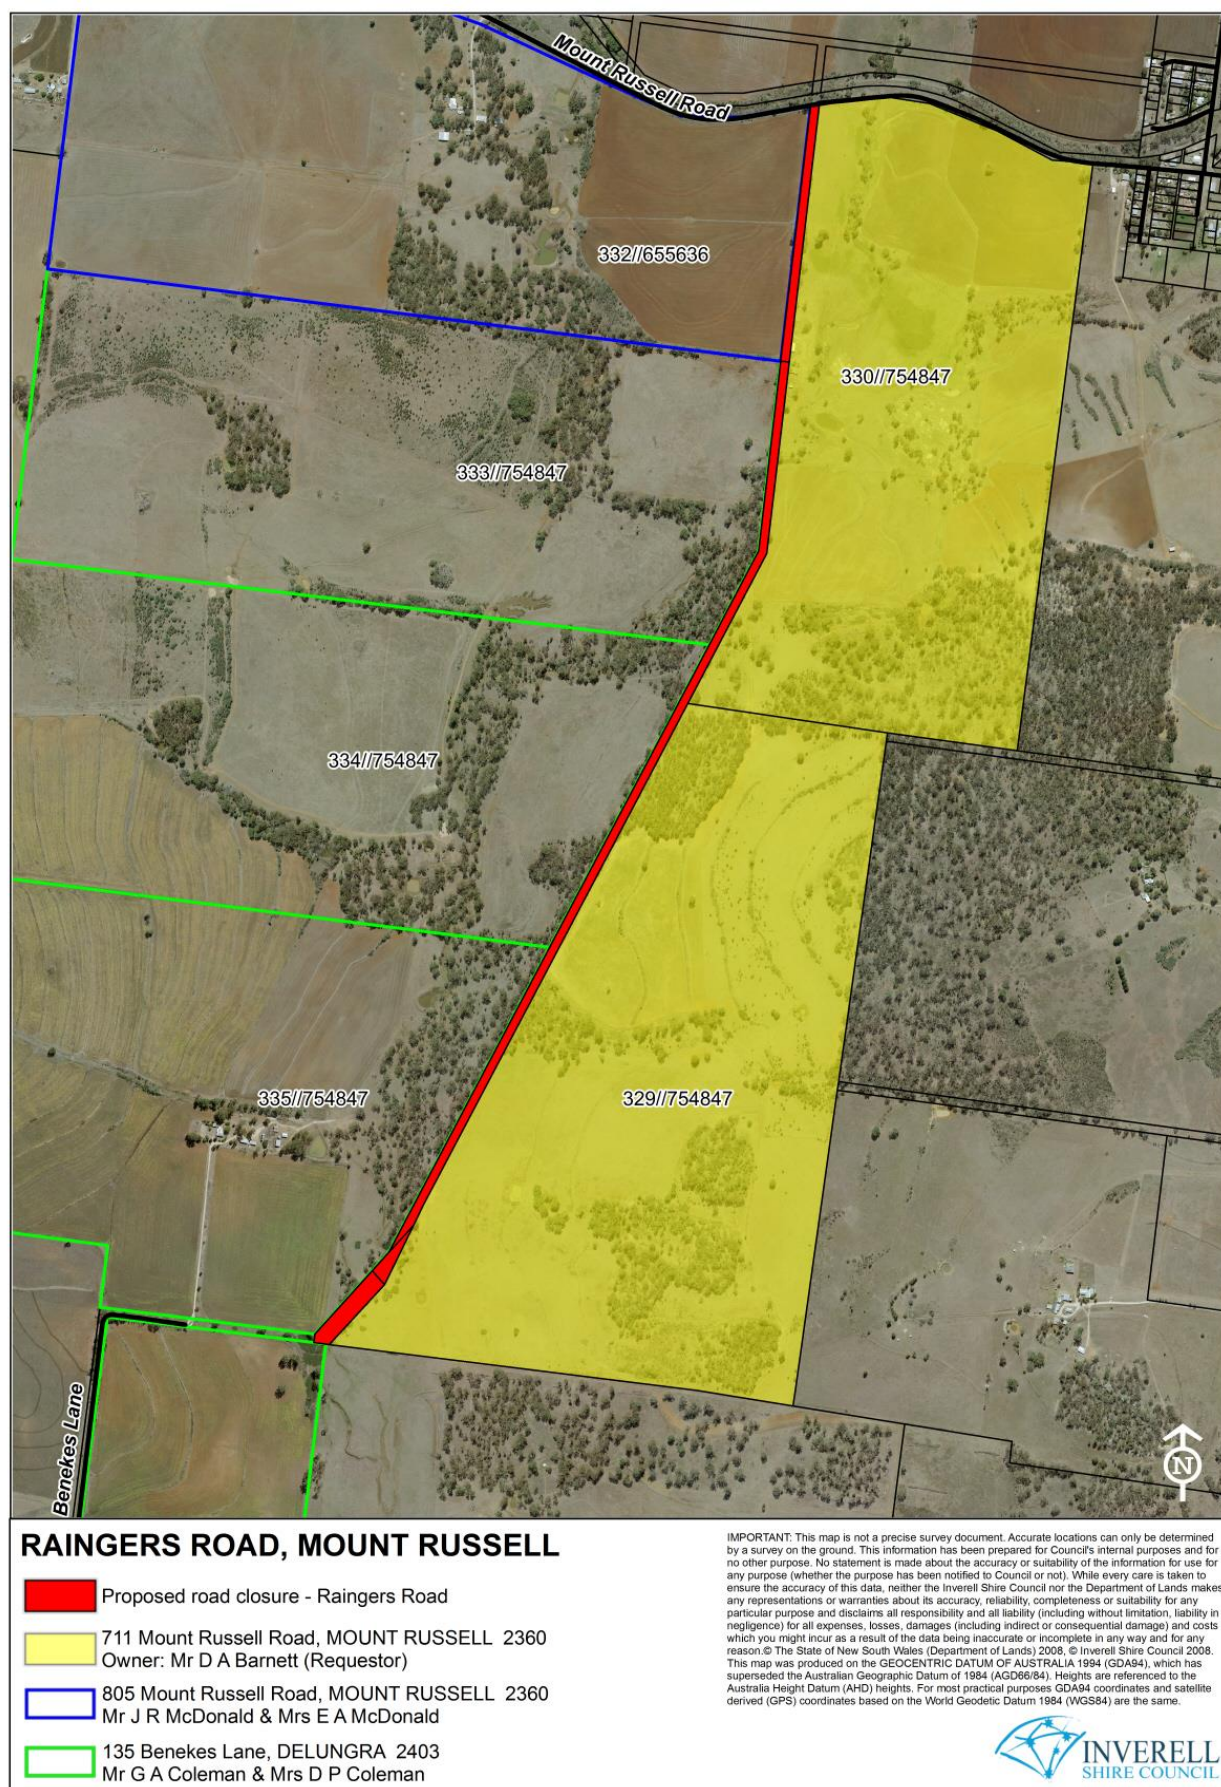 Mount Russell Road
332//655636
330//754847
333//754847
334//754847
335//754847
329//754847
Benekes Lane
N
RAINGERS ROAD, MOUNT RUSSELL
Proposed road closure - Raingers Road
711 Mount Russell Road, MOUNT RUSSELL 2360
Owner: Mr D A Barnett (Requestor)
805 Mount Russell Road, MOUNT RUSSELL 2360
Mr J R McDonald & Mrs E A McDonald
135 Benekes Lane, DELUNGRA 2403
Mr G A Coleman & Mrs D P Coleman
IMPORTANT: This map is not a precise survey document. Accurate locations can only be determined
by a survey on the ground. This information has been prepared for Council's internal purposes and for
no other purpose. No statement is made about the accuracy or suitability of the information for use for
any purpose (whether the purpose has been notified to Council or not). While every care is taken to
ensure the accuracy of this data, neither the Inverell Shire Council nor the Department of Lands makes
any representations or warranties about its accuracy, reliability, completeness or suitability for any
particular purpose and disclaims all responsibility and all liability (including without limitation, liability in
negligence) for all expenses, losses, damages (including indirect or consequential damage) and costs
which you might incur as a result of the data being inaccurate or incomplete in any way and for any
reason.© The State of New South Wales (Department of Lands) 2008, © Inverell Shire Council 2008.
This map was produced on the GEOCENTRIC DATUM OF AUSTRALIA 1994 (GDA94), which has
superseded the Australian Geographic Datum of 1984 (AGD66/84). Heights are referenced to the
Australia Height Datum (AHD) heights. For most practical purposes GDA94 coordinates and satellite
derived (GPS) coordinates based on the World Geodetic Datum 1984 (WGS84) are the same.
INVERELL
SHIRE COUNCIL